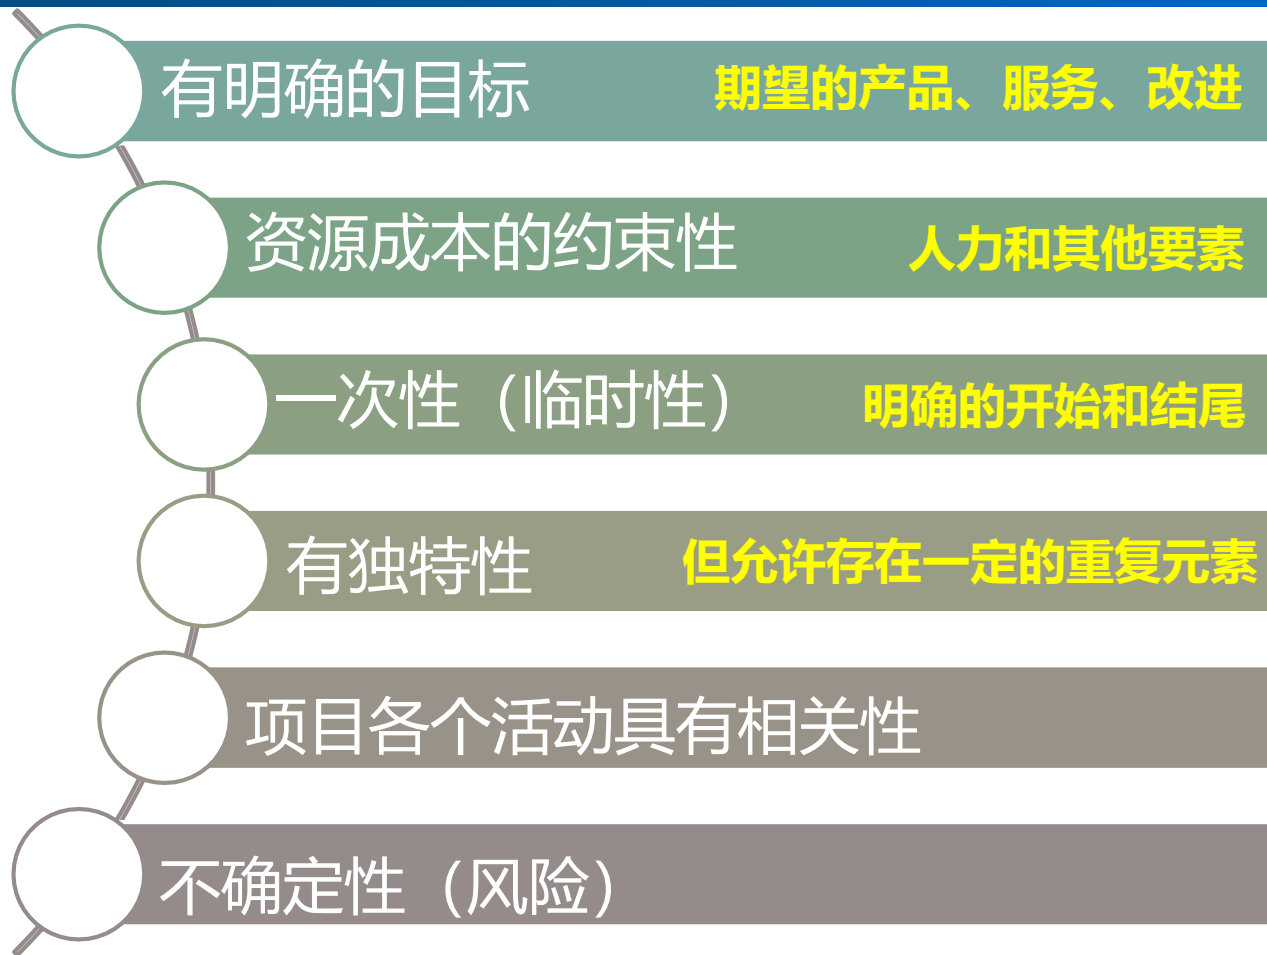 有明确的目标 期望的产品、服务、改进
资源成本的约束性 人力和其他要素
一次性（临时性） 明确的开始和结尾
有独特性 但允许存在一定的重复元素
项目各个活动具有相关性
不确定性（风险）